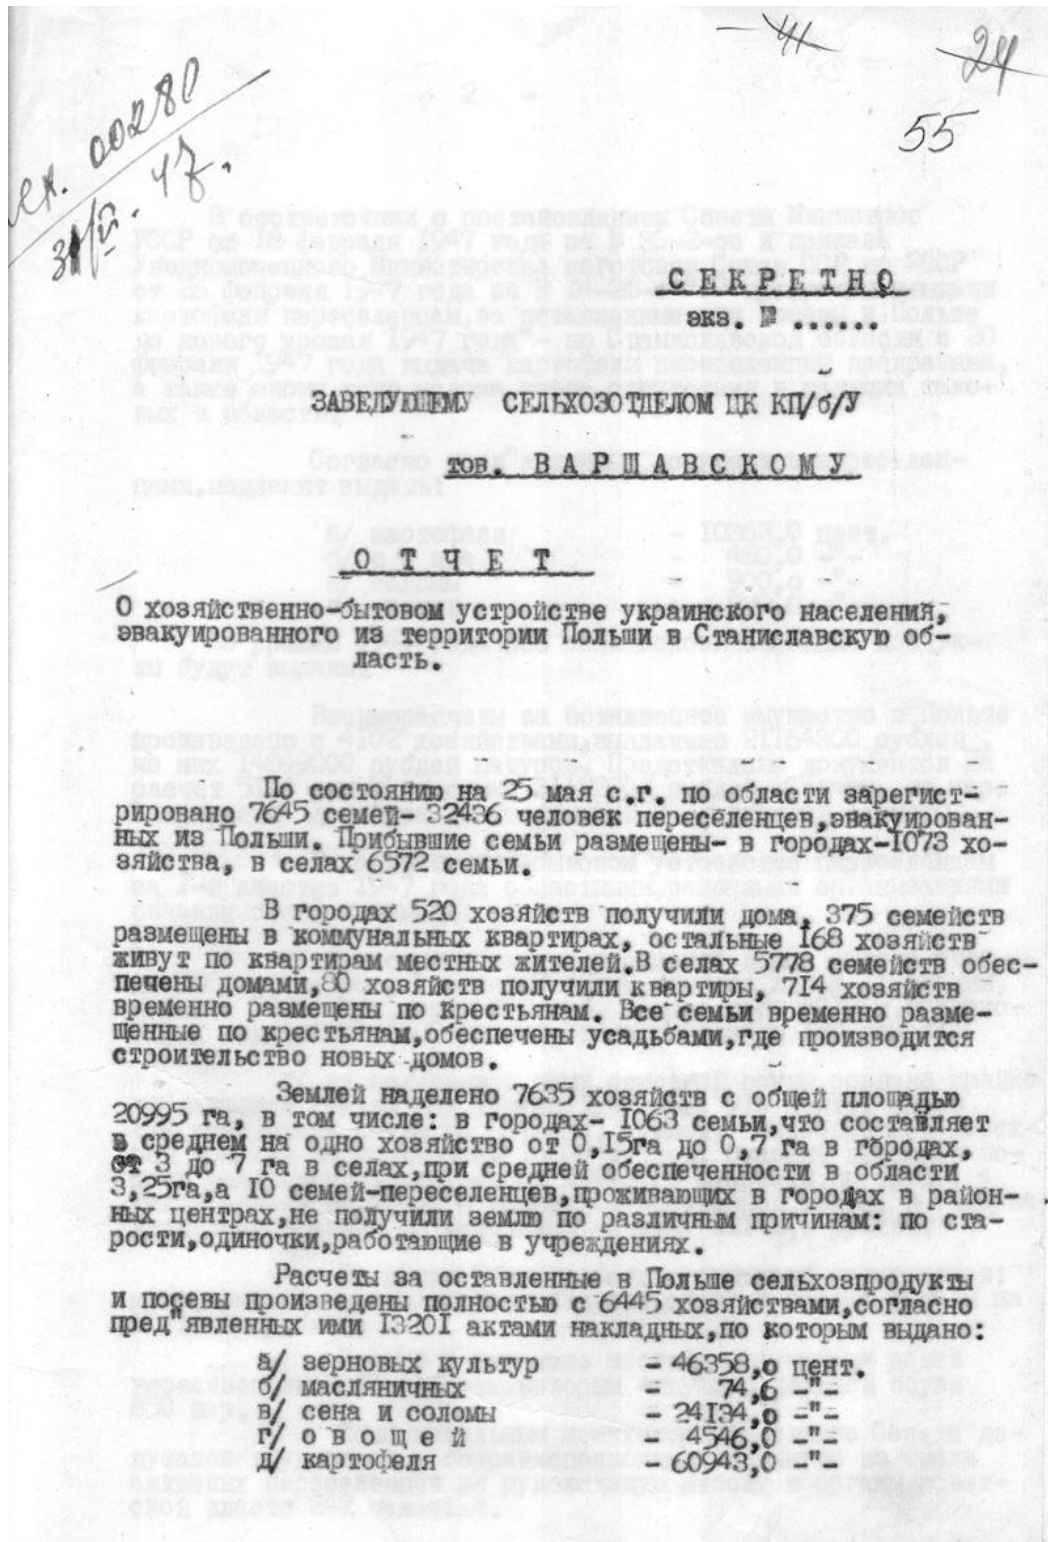 41
24
55
00280
47.
СЕКРЕТНО
экз. № ......
ЗАВЕДУЮЩЕМУ СЕЛЬХОЗОТДЕЛОМ ЦК КП/б/У
тов. ВАРШАВСКОМУ
ОТЧЕТ
О хозяйственно-бытовом устройстве украинского населения,
эвакуированного из территории Польши в Станиславскую об-
ласть.
По состоянию на 25 мая с.г. по области зарегист-
рировано 7645 семей- 32436 человек переселенцев,эвакуирован-
ных из Польши. Прибывшие семьи размещены- в городах-1073 хо-
зяйства, в селах 6572 семьи.
В городах 520 хозяйств получили дома, 375 семейств
размещены в коммунальных квартирах, остальные 168 хозяйств
живут по квартирам местных жителей.В селах 5778 семейств обес-
печены домами,80 хозяйств получили квартиры, 714 хозяйств
временно размещены по крестьянам. Все семьи временно разме-
щенные по крестьянам,обеспечены усадьбами,где производится
строительство новых домов.
Землей наделено 7635 хозяйств с общей площадью
20995 га, в том числе: в городах- 1063 семьи,что составляет
в среднем на одно хозяйство от 0,15га до 0,7 га в городах,
от 3 до 7 га в селах,при средней обеспеченности в области
3,25га,а 10 семей-переселенцев,проживающих в городах в район-
ных центрах,не получили землю по различным причинам: по ста-
рости,одиночки,работающие в учреждениях.
Расчеты за оставленные в Польше сельхозпродукты
и посевы произведены полностью с 6445 хозяйствами,согласно
пред"явленных ими 13201 актами накладных,по которым выдано:
а/ зерновых культур - 46358,0 цент.
б/ масляничных - 74,6 -"-
в/ сена и соломы - 24134,0 -"-
г/ овощей - 4546,0 -"-
д/ картофеля - 60943,0 -"-